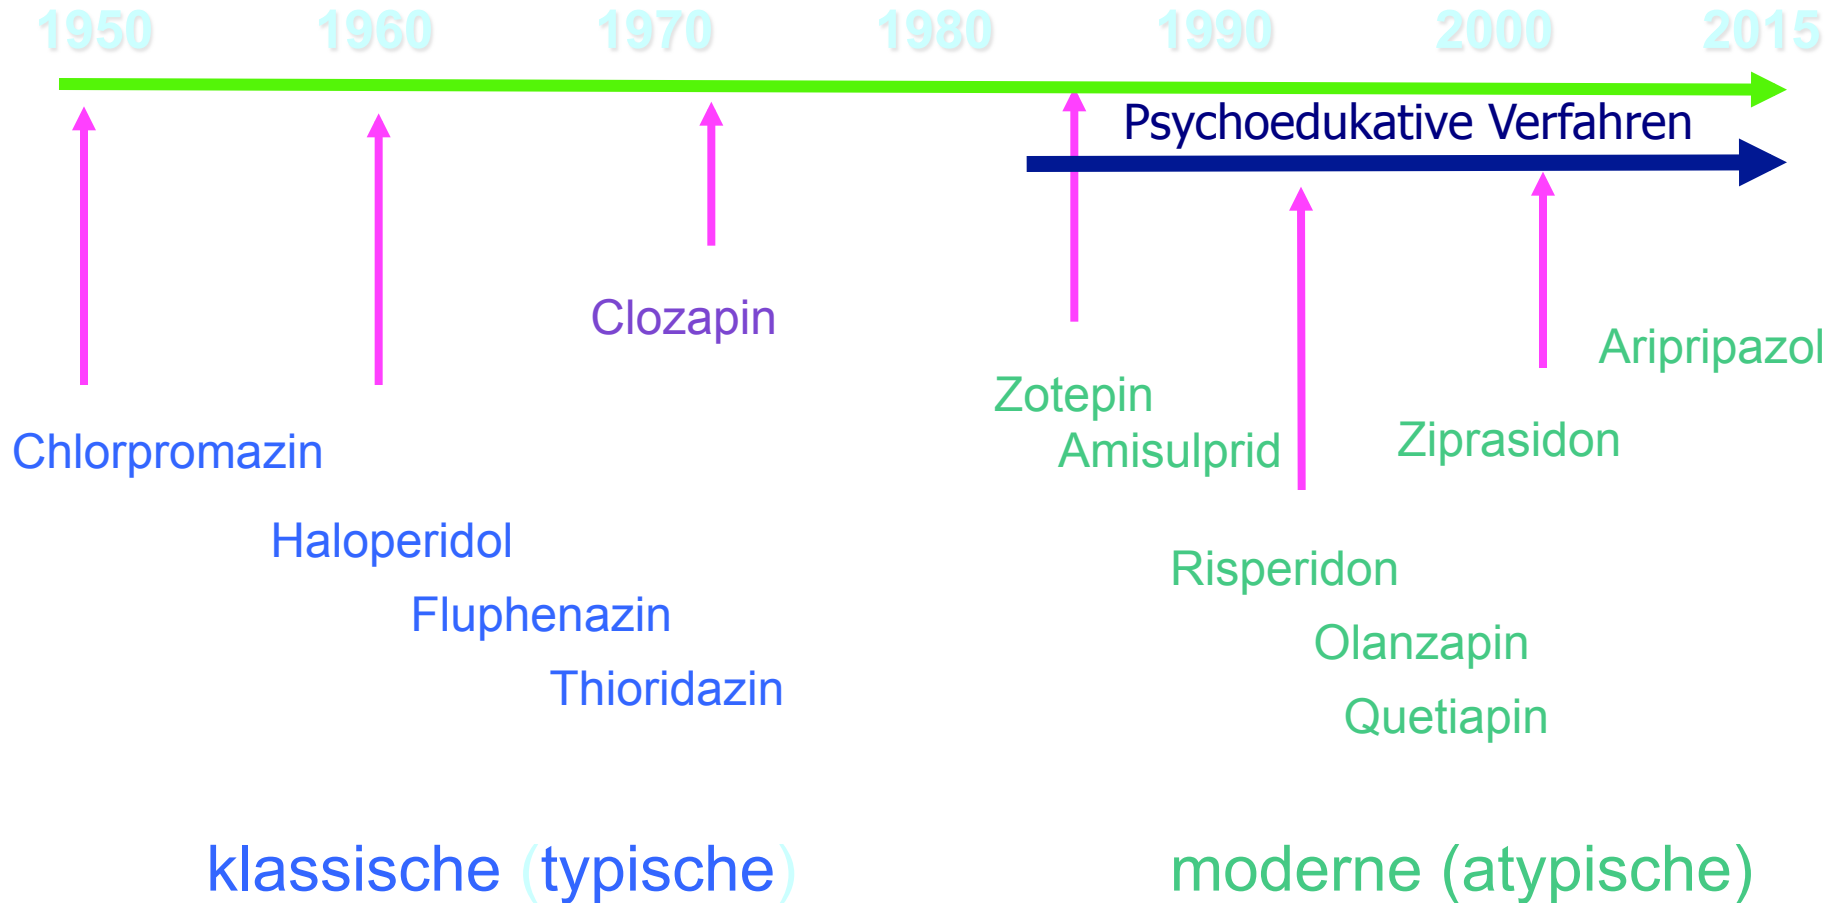 1950 1960 1970 1980 1990 2000 2015
Psychoedukative Verfahren
Clozapin
Aripripazol
Zotepin
Chlorpromazin
Amisulprid
Ziprasidon
Haloperidol
Risperidon
Fluphenazin
Olanzapin
Thioridazin
Quetiapin
klassische (typische)
moderne (atypische)